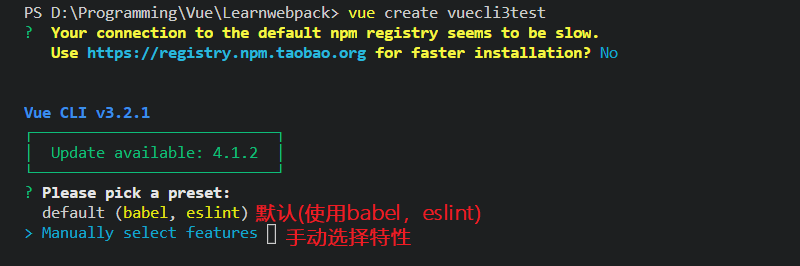 PS D:\Programming\Vue\Learnwebpack> vue create vuecli3test
? Your connection to the default npm registry seems to be slow.
Use https://registry.npm.taobao.org for faster installation? No
Vue CLI v3.2.1
Update available: 4.1.2
? Please pick a preset:
default (babel, eslint) 默认(使用babel，eslint)
> Manually select features 手动选择特性